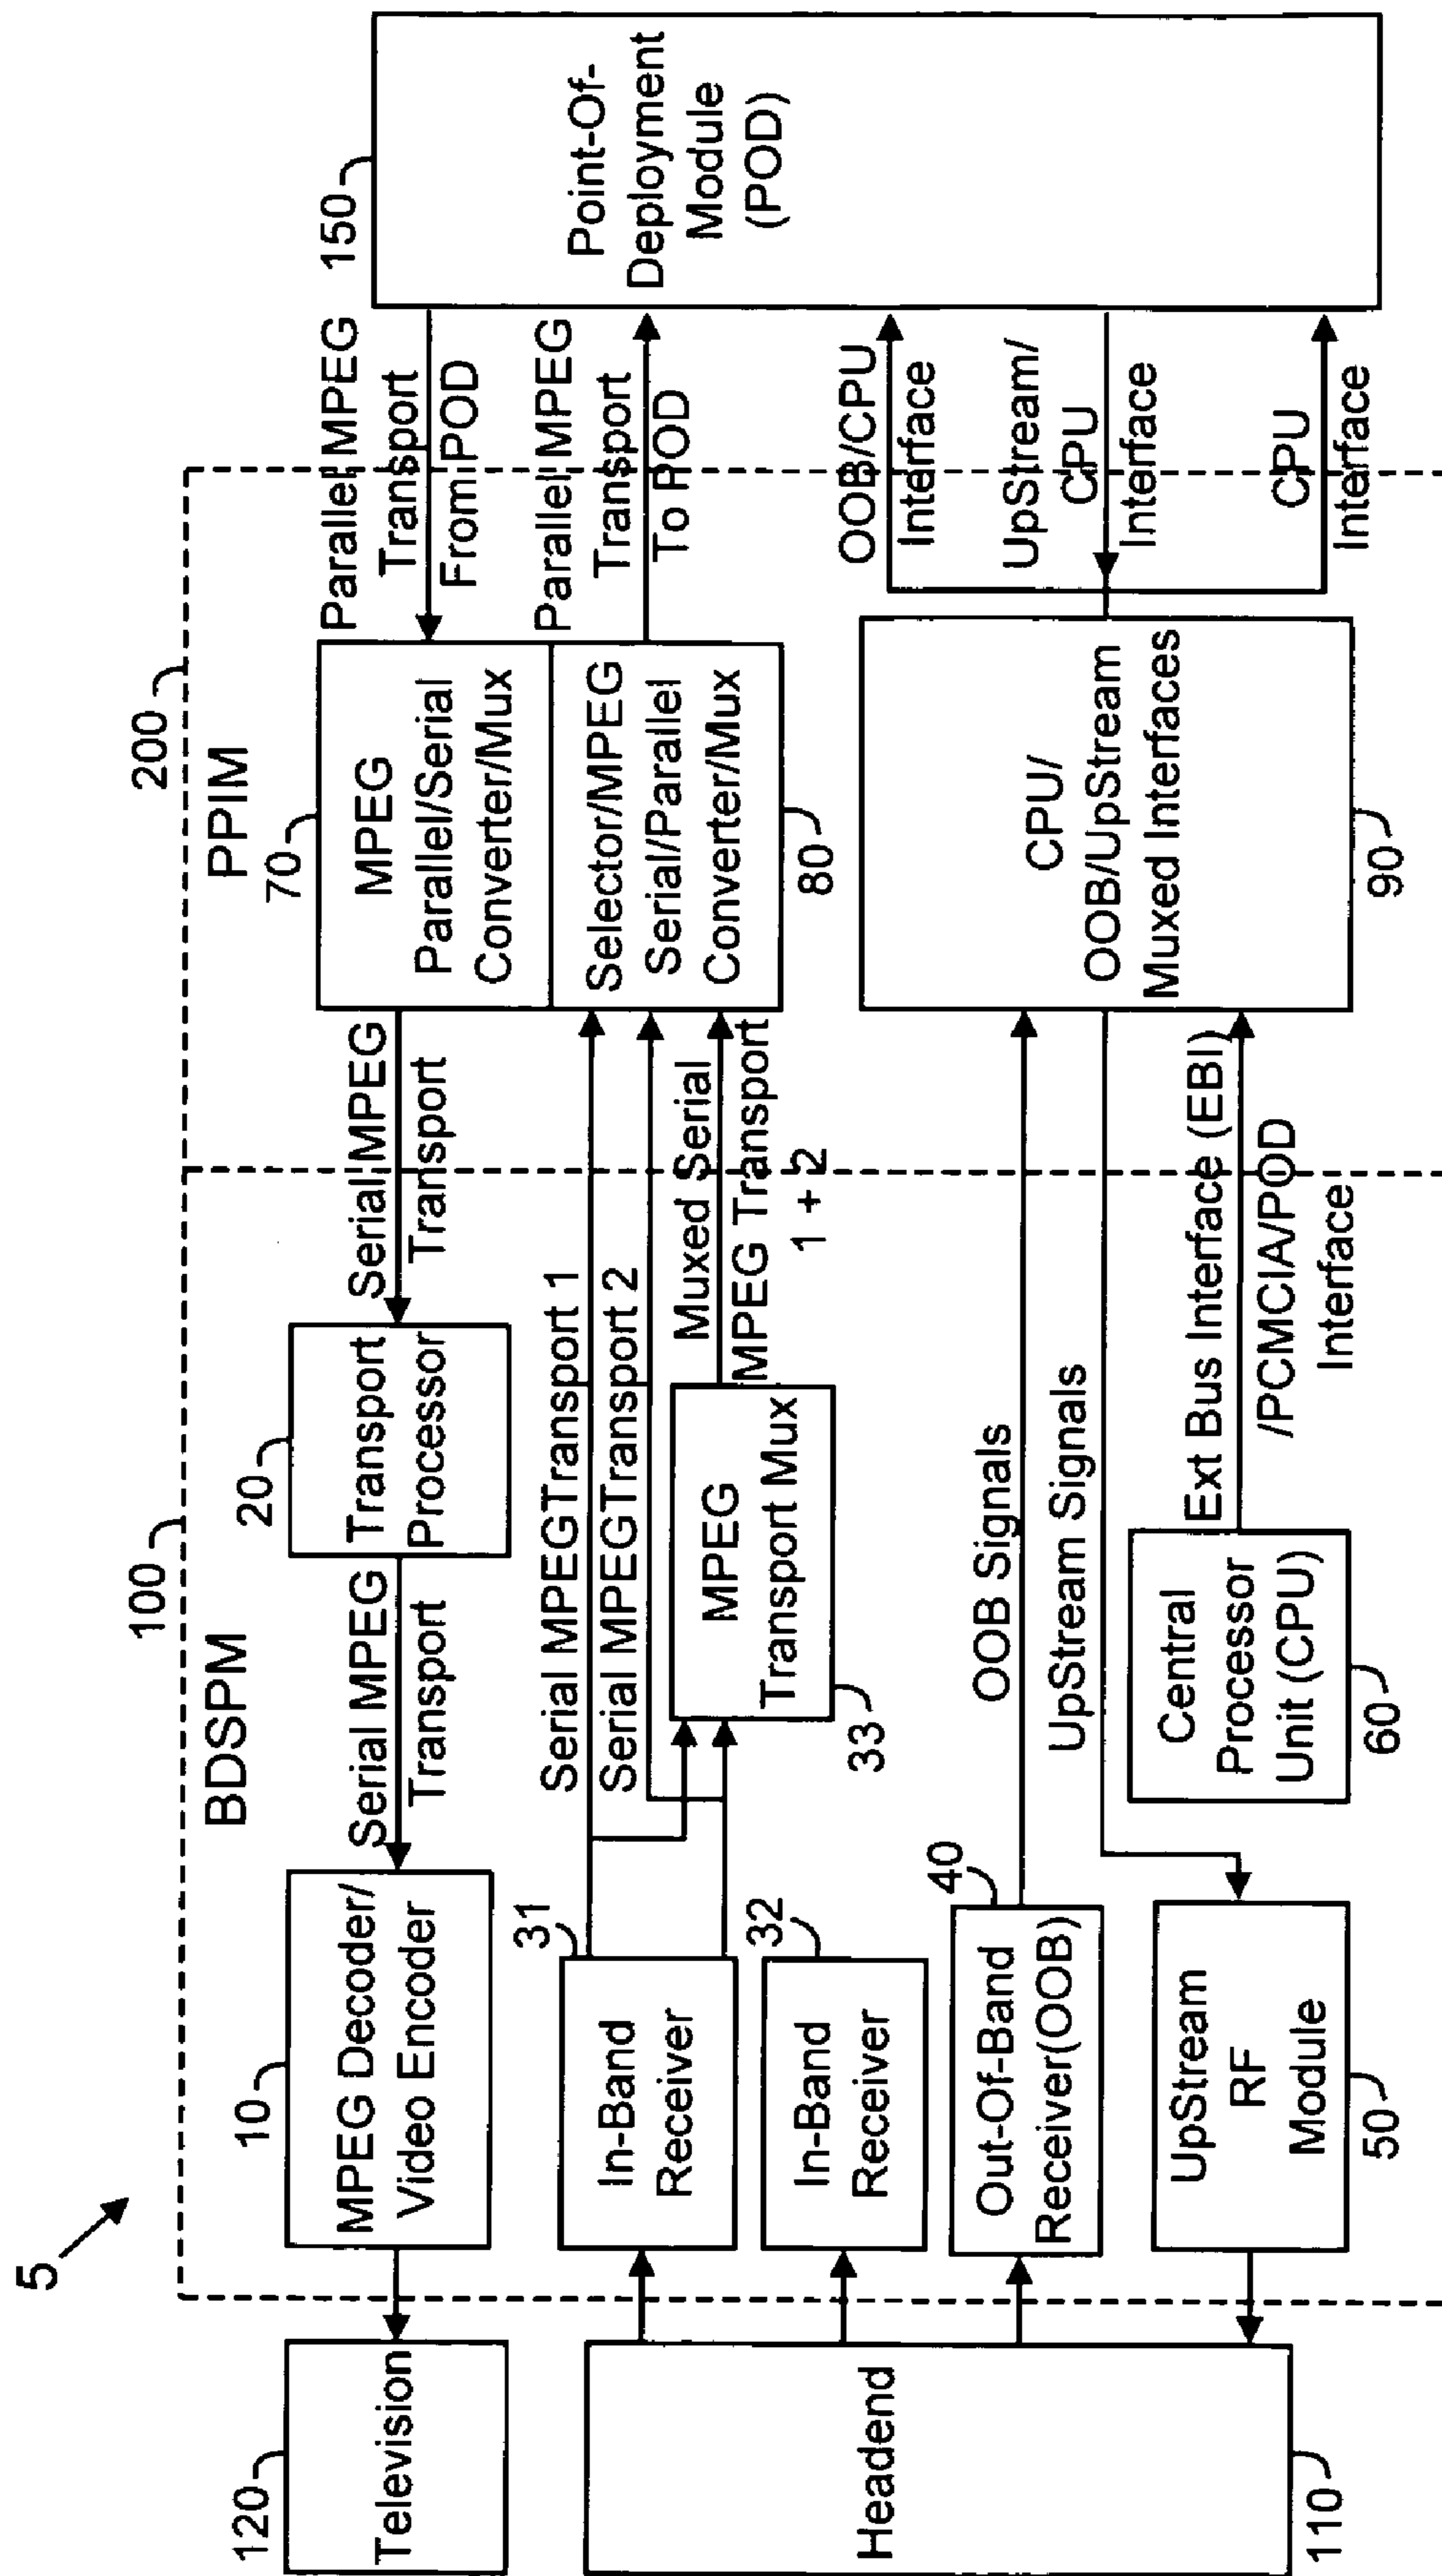 5
100
BDSPM
200
PPIM
120
Television
10
MPEG Decoder/
Video Encoder
Serial MPEG
Transport
20
Transport
Processor
Serial MPEG
Transport
70
MPEG
Parallel/Serial
Converter/Mux
Parallel MPEG
Transport
From POD
150
Point-Of-
Deployment
Module
(POD)
Headend
110
31
In-Band
Receiver
32
In-Band
Receiver
Serial MPEGTransport 1
Serial MPEGTransport 2
MPEG
Transport Mux
33
Muxed Serial
MPEG Transport
1 + 2
Selector/MPEG
Serial/Parallel
Converter/Mux
80
Parallel MPEG
Transport
To POD
40
Out-Of-Band
Receiver(OOB)
OOB Signals
UpStream Signals
UpStream
RF
Module
50
Central
Processor
Unit (CPU)
60
Ext Bus Interface (EBI)
/PCMCIA/POD
Interface
CPU/
OOB/UpStream
Muxed Interfaces
90
OOB/CPU
Interface
UpStream/
CPU
Interface
CPU
Interface